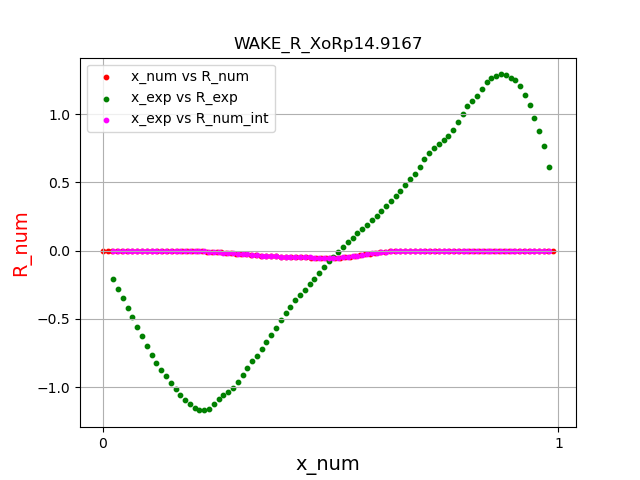 WAKE_R_XoRp14.9167
x_num vs R_num
x_exp vs R_exp
x_exp vs R_num_int
R_num
1.0
0.5
0.0
−0.5
−1.0
0
1
x_num